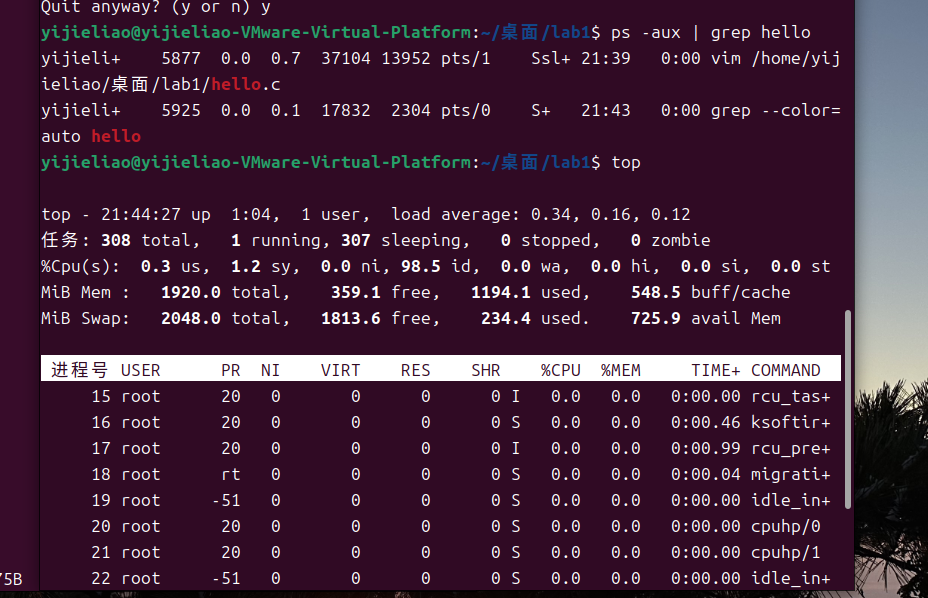 Quit anyway? (y or n) y
yijieliao@yijieliao-VMware-Virtual-Platform:~/桌面/lab1$ ps -aux | grep hello
yijieli+    5877  0.0  0.7  37104 13952 pts/1    Ssl+ 21:39   0:00 vim /home/yij
ieliao/桌面/lab1/hello.c
yijieli+    5925  0.0  0.1  17832  2304 pts/0    S+   21:43   0:00 grep --color=
auto hello
yijieliao@yijieliao-VMware-Virtual-Platform:~/桌面/lab1$ top
top - 21:44:27 up  1:04,  1 user,  load average: 0.34, 0.16, 0.12
任务: 308 total,   1 running, 307 sleeping,   0 stopped,   0 zombie
%Cpu(s):  0.3 us,  1.2 sy,  0.0 ni, 98.5 id,  0.0 wa,  0.0 hi,  0.0 si,  0.0 st
MiB Mem :   1920.0 total,    359.1 free,   1194.1 used,    548.5 buff/cache
MiB Swap:   2048.0 total,   1813.6 free,    234.4 used.    725.9 avail Mem
进程号 USER      PR  NI    VIRT    RES    SHR    %CPU  %MEM     TIME+ COMMAND
15 root      20   0       0      0      0 I   0.0   0.0   0:00.00 rcu_tas+
16 root      20   0       0      0      0 S   0.0   0.0   0:00.46 ksoftir+
17 root      20   0       0      0      0 I   0.0   0.0   0:00.99 rcu_pre+
18 root      rt   0       0      0      0 S   0.0   0.0   0:00.04 migrati+
19 root     -51   0       0      0      0 S   0.0   0.0   0:00.00 idle_in+
20 root      20   0       0      0      0 S   0.0   0.0   0:00.00 cpuhp/0
21 root      20   0       0      0      0 S   0.0   0.0   0:00.00 cpuhp/1
22 root     -51   0       0      0      0 S   0.0   0.0   0:00.00 idle_in+